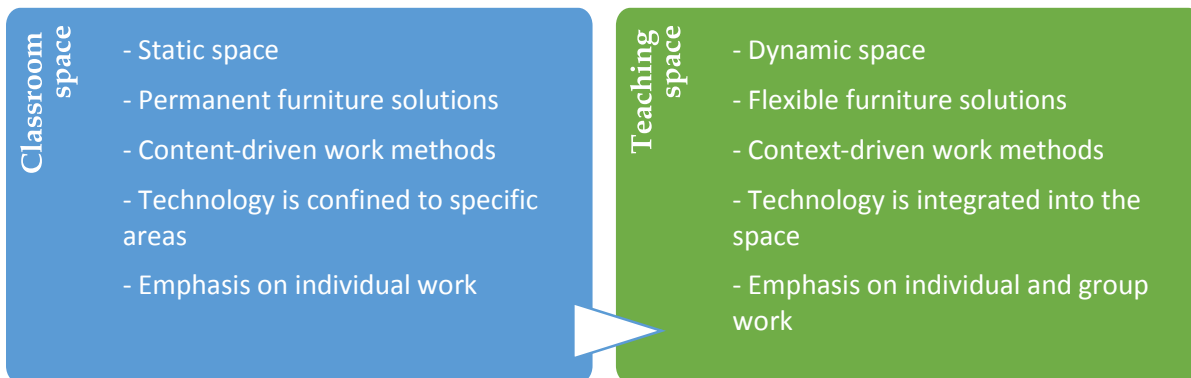 Classroom
space
- Static space
- Permanent furniture solutions
- Content-driven work methods
- Technology is confined to specific
areas
- Emphasis on individual work
Teaching
space
- Dynamic space
- Flexible furniture solutions
- Context-driven work methods
- Technology is integrated into the
space
- Emphasis on individual and group
work